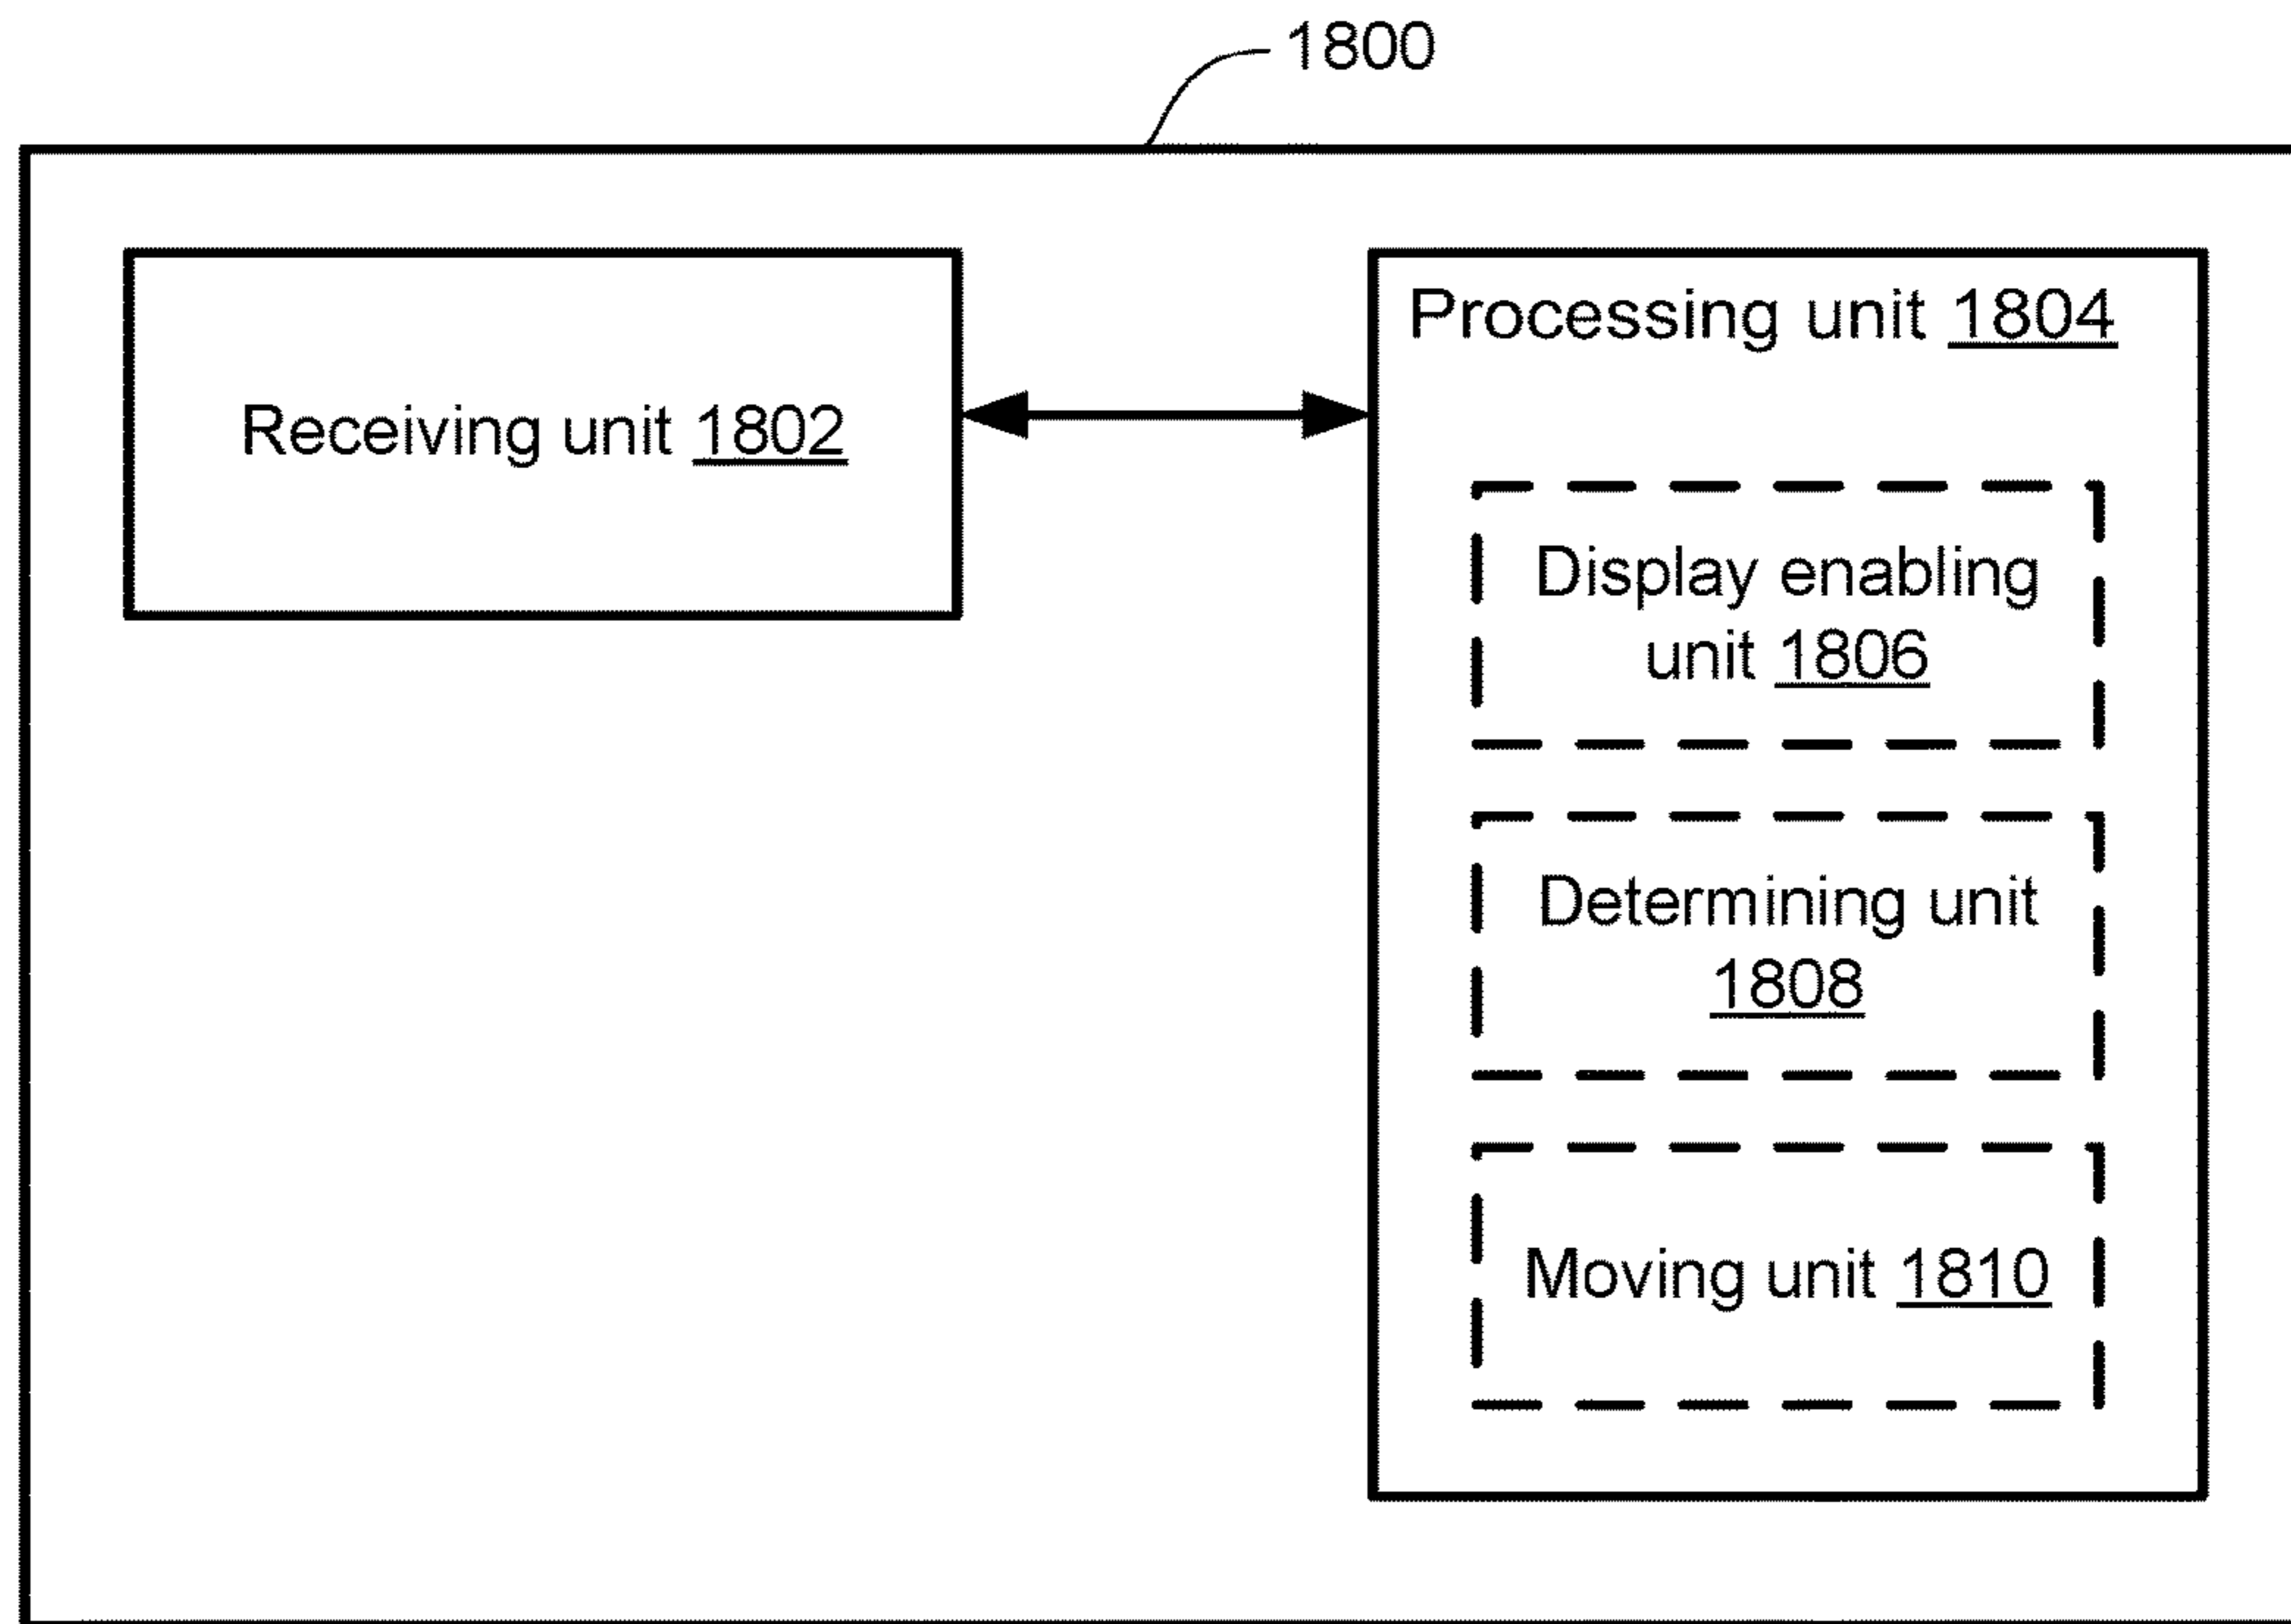 1800
Receiving unit 1802
Processing unit 1804
Display enabling
unit 1806
Determining unit
1808
Moving unit 1810